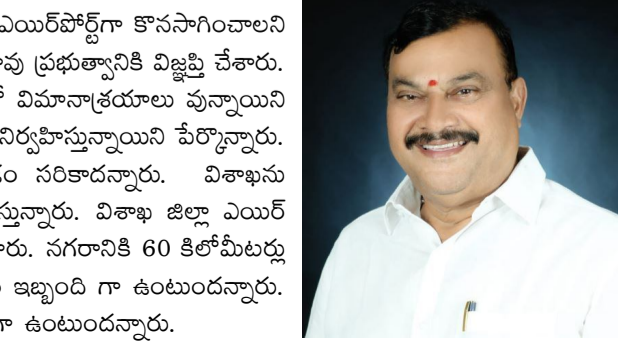 ఎయిర్‌పోర్ట్‌గా కొనసాగించాలని
వు ప్రభుత్వానికి విజ్ఞప్తి చేశారు.
విమానాశ్రయాలు వున్నాయిని
నిర్వహిస్తున్నాయిని పేర్కొన్నారు.
ం సరికాదన్నారు. విశాఖను
స్తున్నారు. విశాఖ జిల్లా ఎయిర్
రు. నగరానికి 60 కిలోమీటర్లు
ఇబ్బంది గా ఉంటుందన్నారు.
గా ఉంటుందన్నారు.